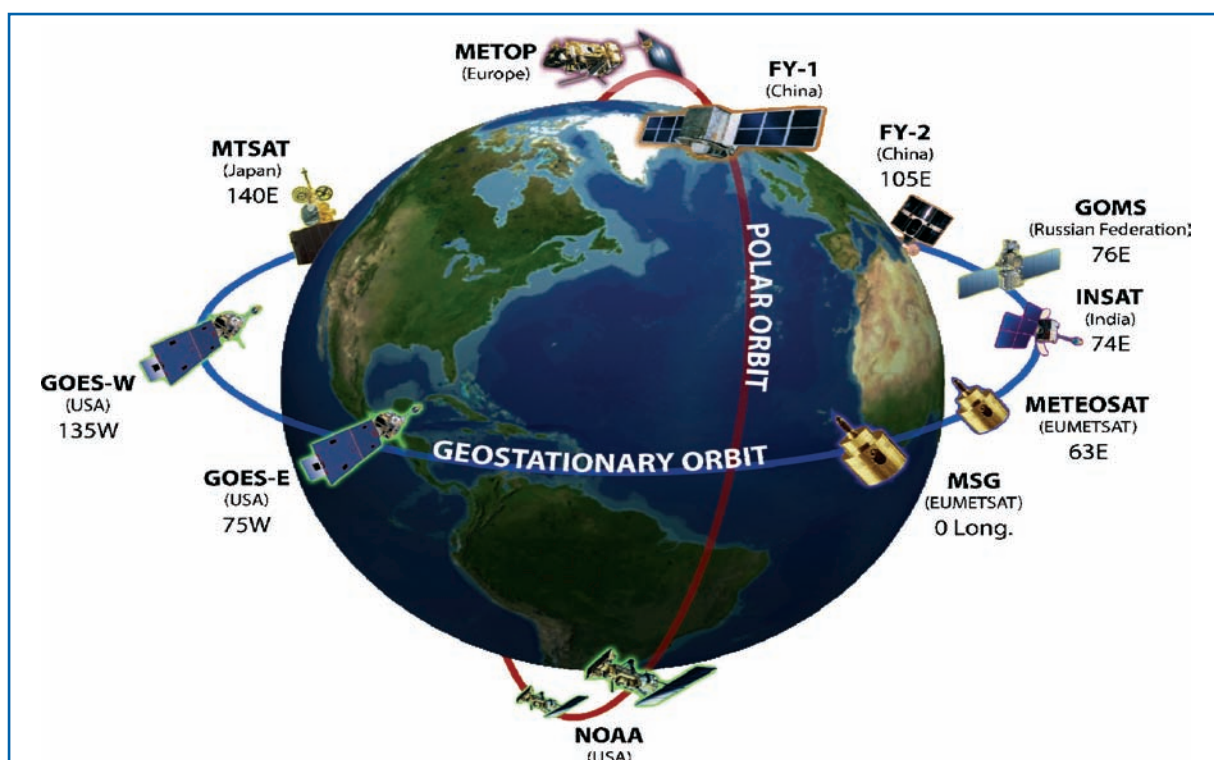 METOP
(Europe)
FY-1
(China)
FY-2
(China)
105E
MTSAT
(Japan)
140E
GOMS
(Russian Federation)
76E
INSAT
(India)
74E
POLAR ORBIT
GOES-W
(USA)
135W
METEOSAT
(EUMETSAT)
63E
GEOSTATIONARY ORBIT
GOES-E
(USA)
75W
MSG
(EUMETSAT)
0 Long.
NOAA
(USA)